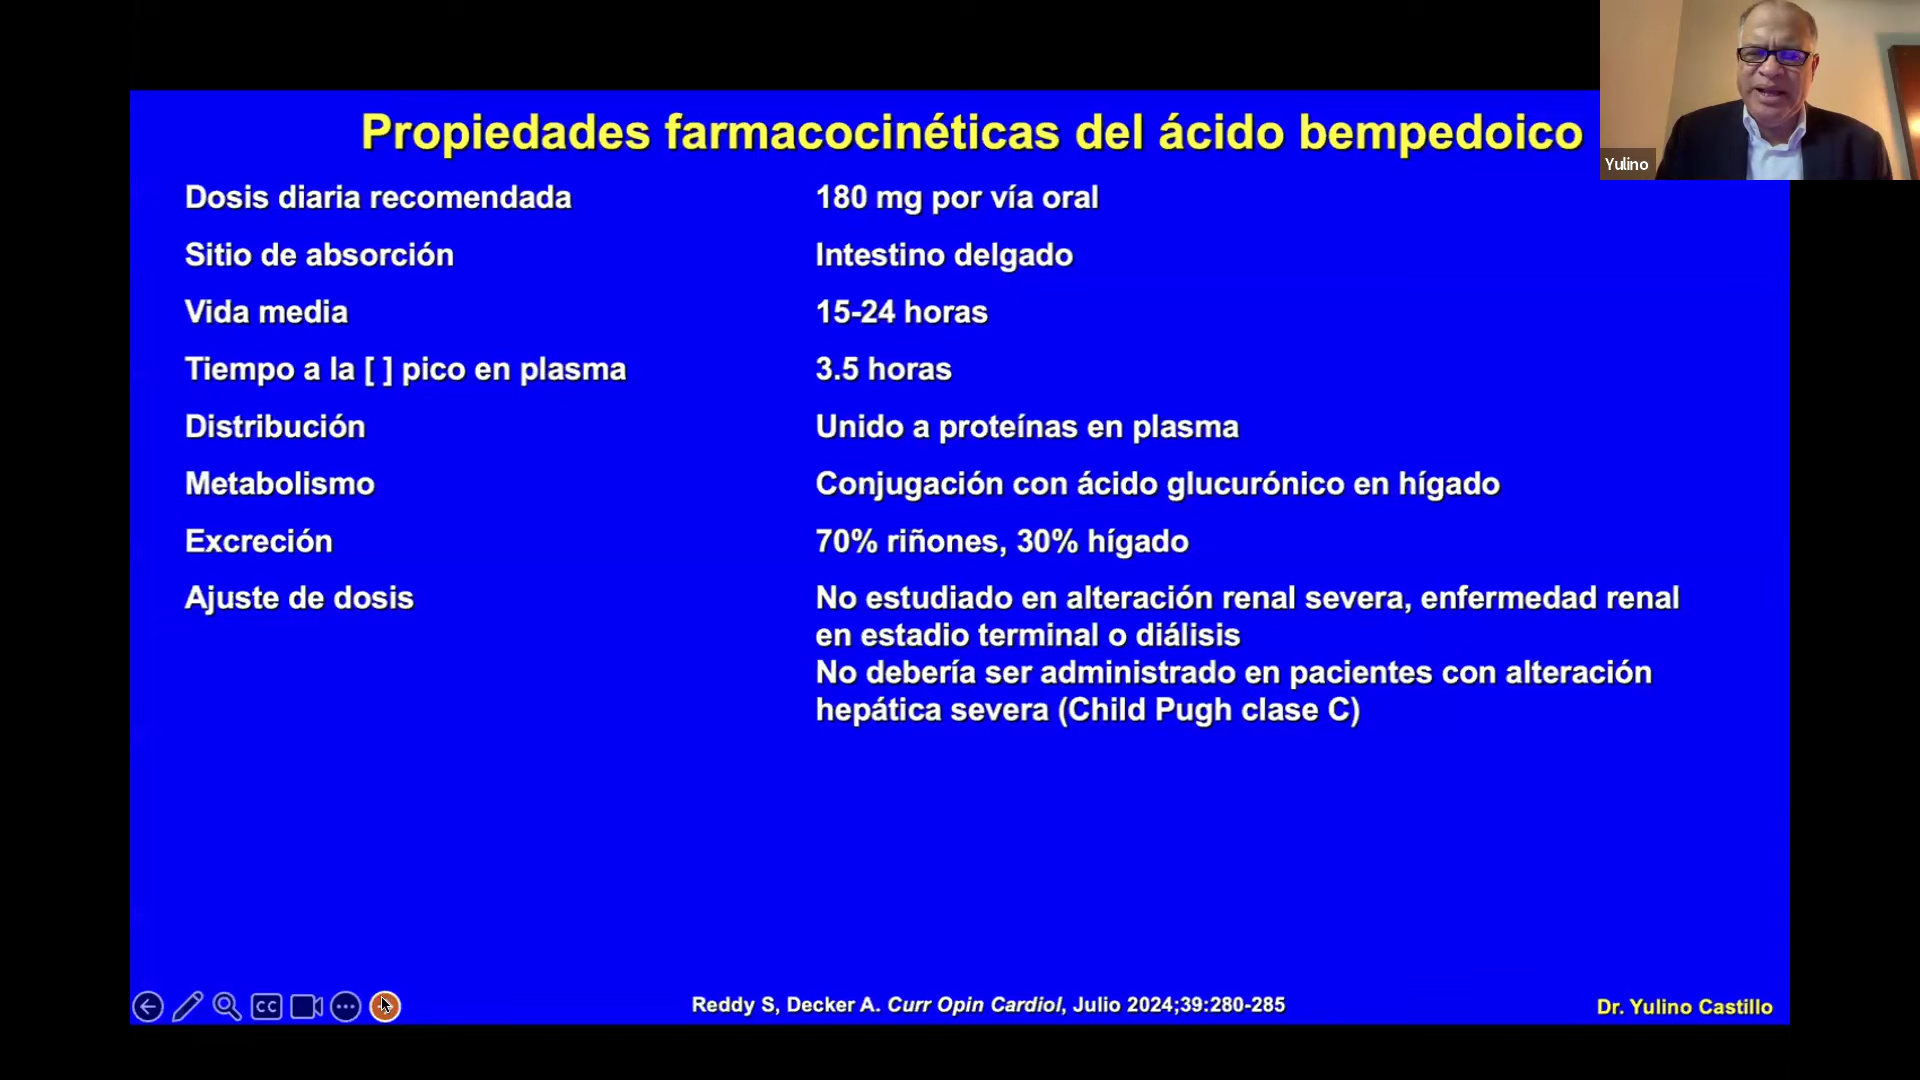 Propiedades farmacocinéticas del ácido bempedoico
Yulino
Dosis diaria recomendada 180 mg por vía oral
Sitio de absorción Intestino delgado
Vida media 15-24 horas
Tiempo a la [ ] pico en plasma 3.5 horas
Distribución Unido a proteínas en plasma
Metabolismo Conjugación con ácido glucurónico en hígado
Excreción 70% riñones, 30% hígado
Ajuste de dosis No estudiado en alteración renal severa, enfermedad renal
en estadio terminal o diálisis
No debería ser administrado en pacientes con alteración
hepática severa (Child Pugh clase C)
CC
Reddy S, Decker A. Curr Opin Cardiol, Julio 2024;39:280-285
Dr. Yulino Castillo